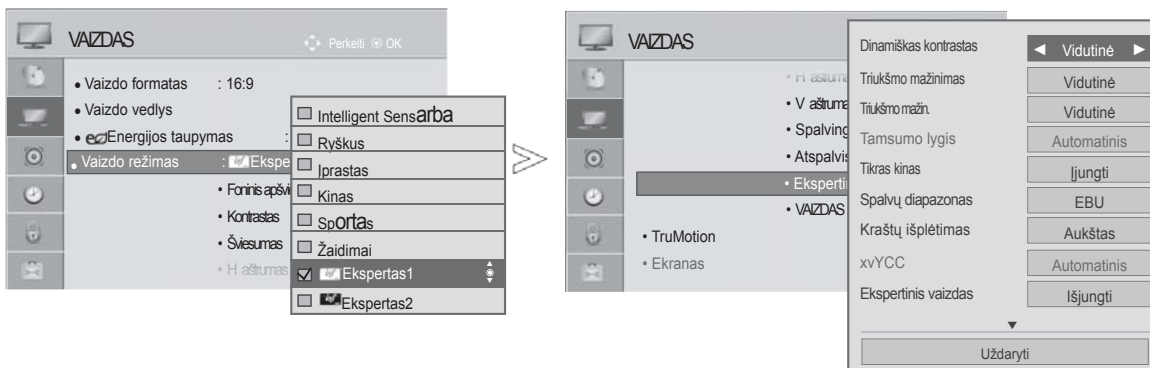 VAIZDAS
Perkelti OK
• Vaizdo formatas : 16:9
• Vaizdo vedlys
• Energijos taupymas :
• Vaizdo režimas : Ekspe
• Foninis apšvi
• Kontrastas
• Šviesumas
• H aštrumas
Intelligent Sensarba
Ryškus
Įprastas
Kinas
Sportas
Žaidimai
Ekspertas1
Ekspertas2
VAIZDAS
• H aštruma
• V aštruma
• Spalving
• Atspalvis
• Eksperti
• VAIZDAS
• TruMotion
• Ekranas
Dinamiškas kontrastas ◄ Vidutinė ►
Triukšmo mažinimas Vidutinė
Triukšmo mažin. Vidutinė
Tamsumo lygis Automatinis
Tikras kinas Įjungti
Spalvų diapazonas EBU
Kraštų išplėtimas Aukštas
xvYCC Automatinis
Ekspertinis vaizdas Išjungti
▼
Uždaryti